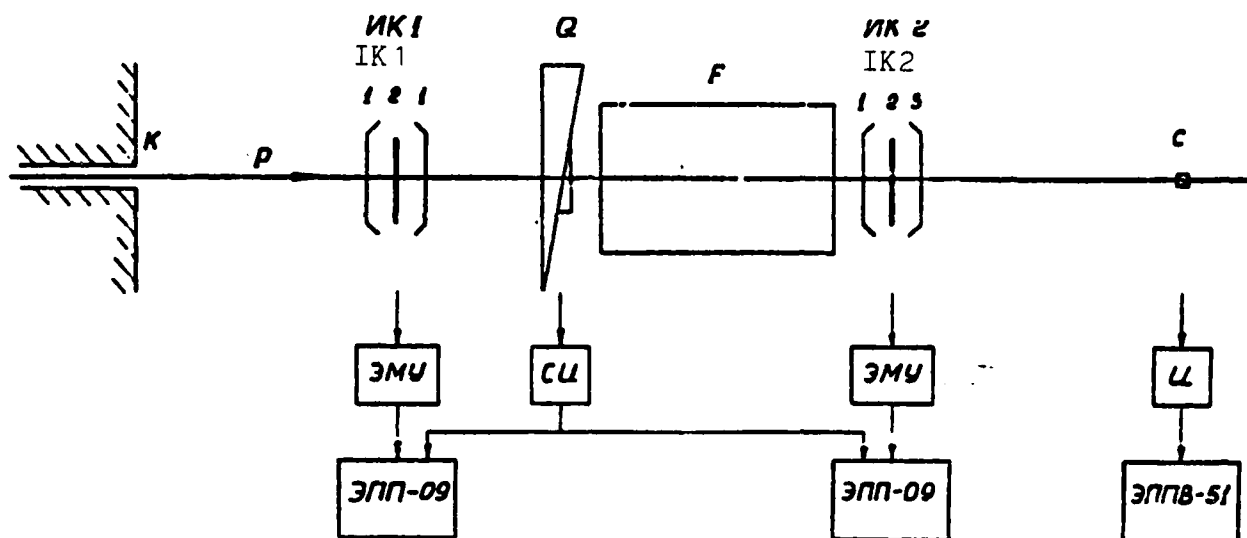 ИК1 Q ИК2
IK1 IK2
1 2 1 F 1 2 3
K P C
ЭМУ СЦ ЭМУ И
ЭПП-09 ЭПП-09 ЭППВ-51